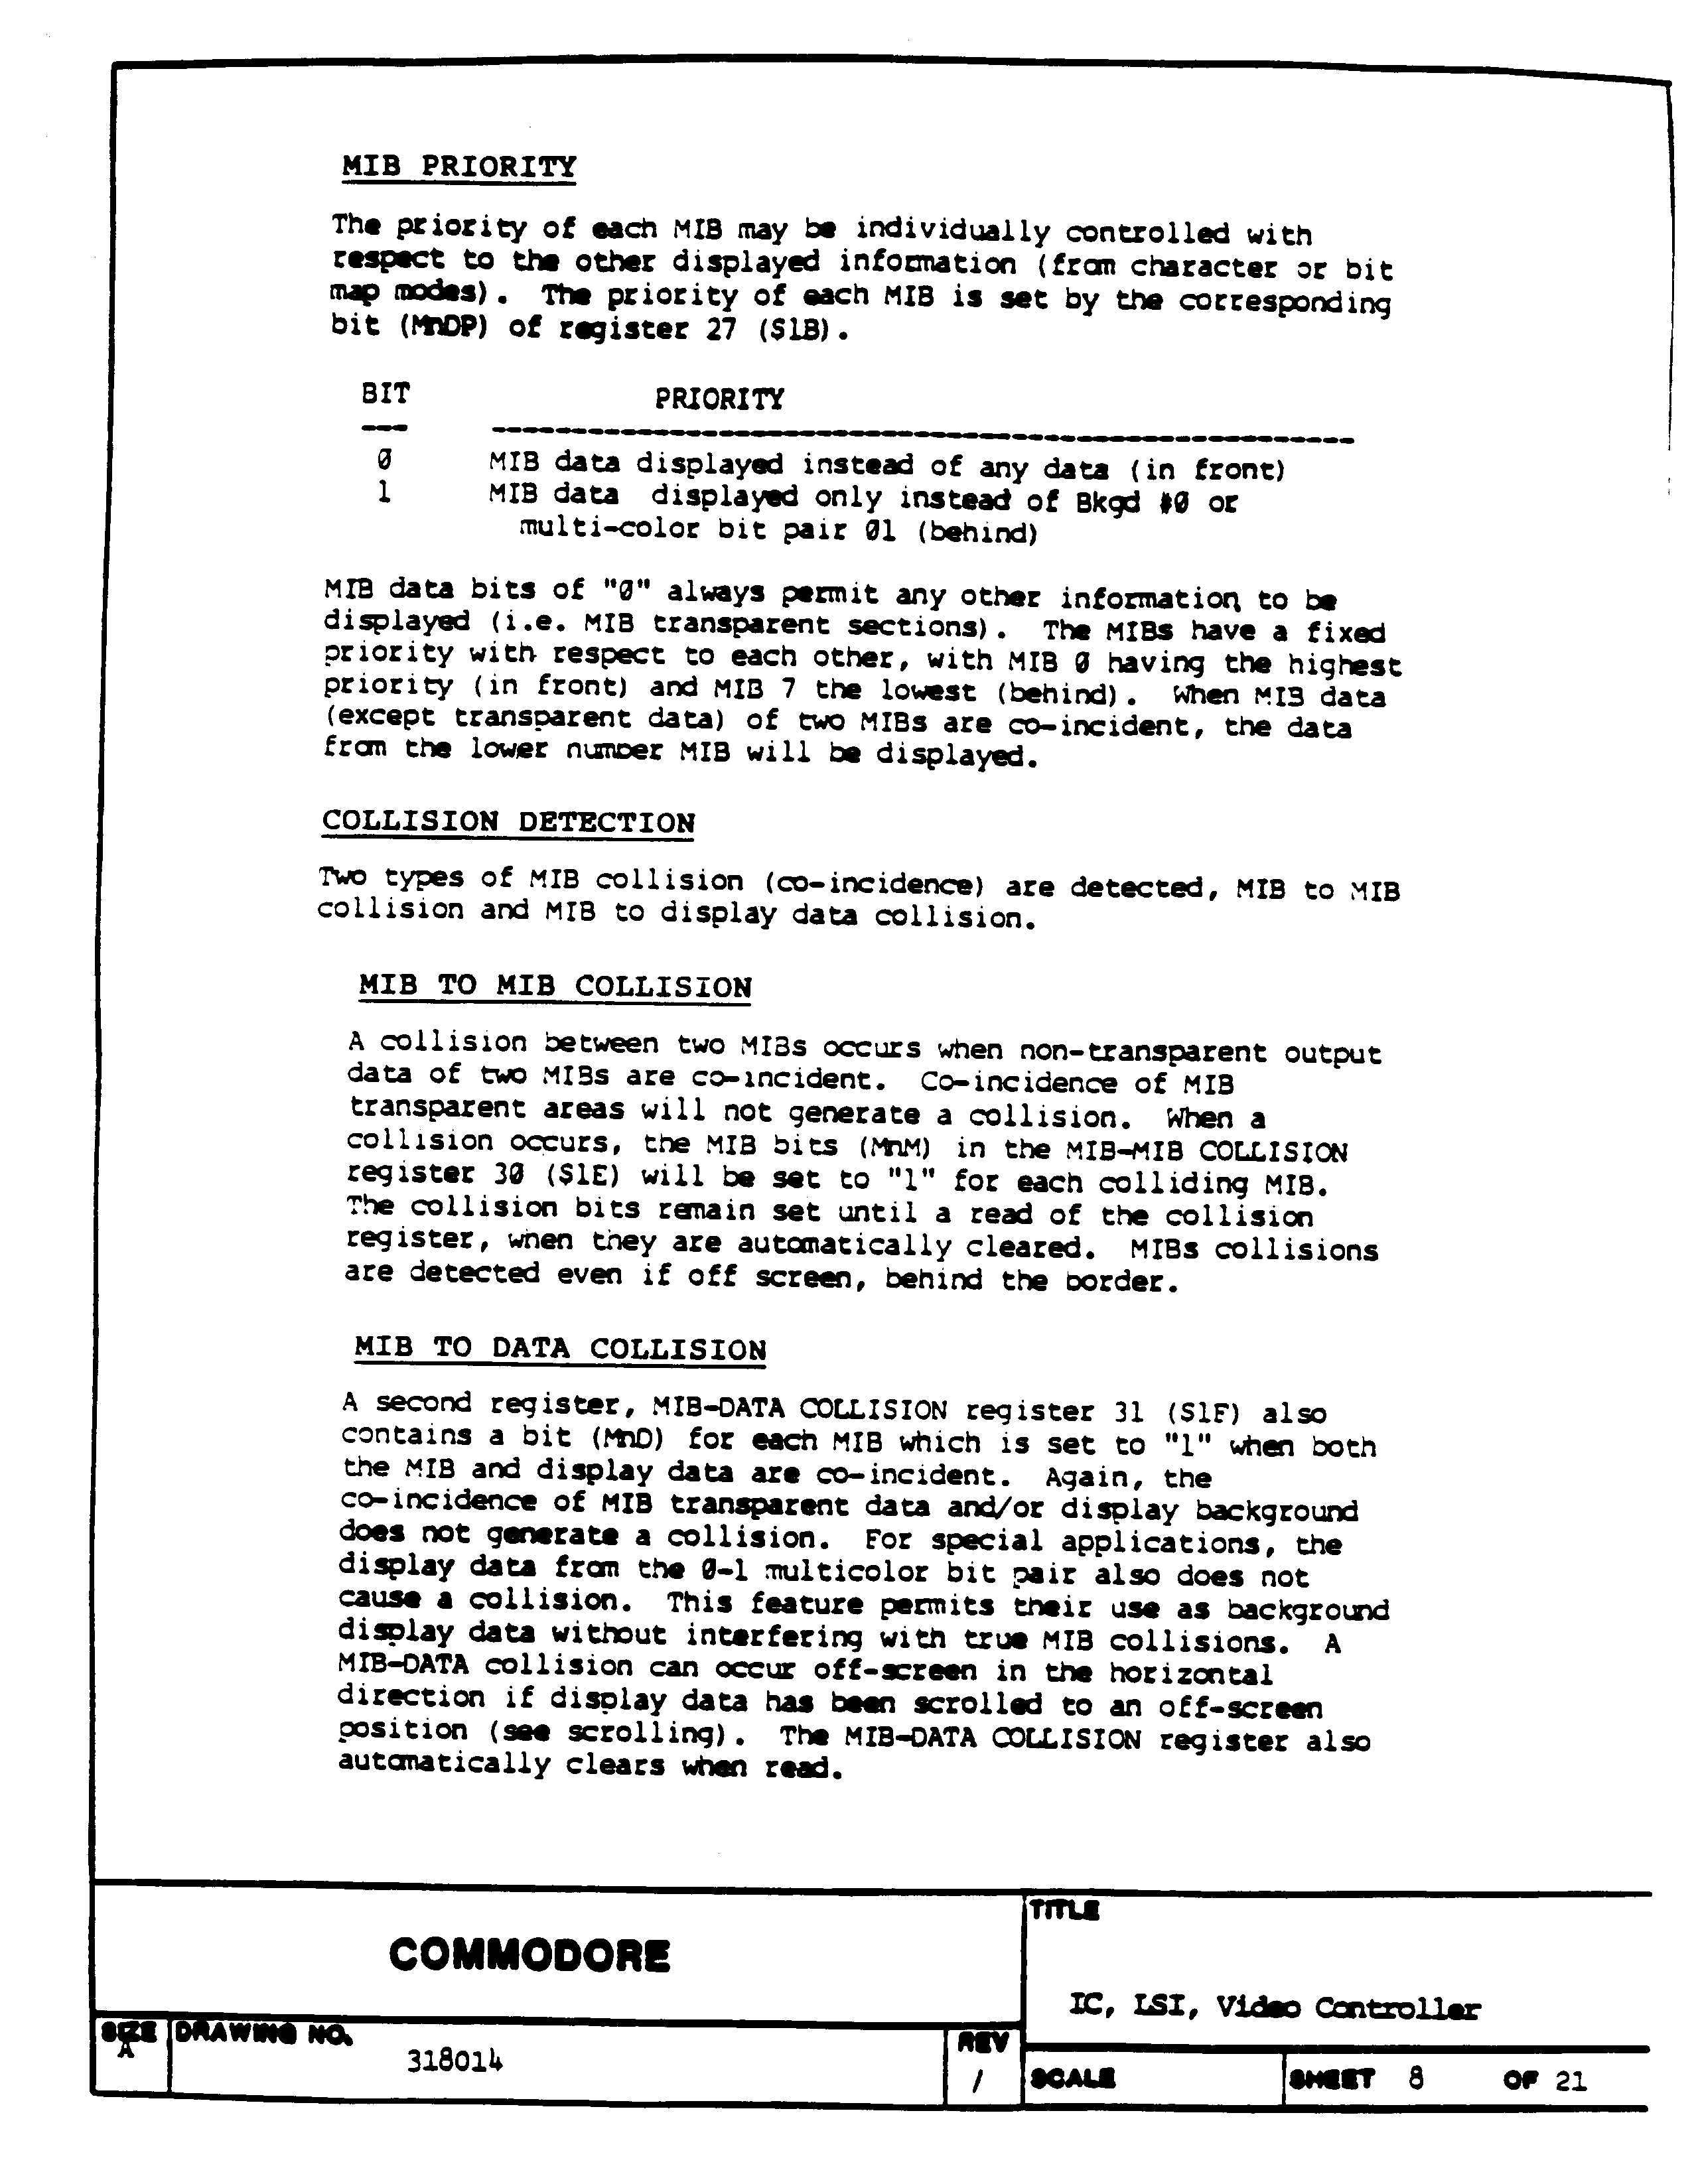 MIB PRIORITY
The priority of each MIB may be individually controlled with
respect to the other displayed information (from character or bit
map modes). The priority of each MIB is set by the corresponding
bit (MnDP) of register 27 ($1B).
BIT PRIORITY
--- ------------------------------------------------------
0 MIB data displayed instead of any data (in front)
1 MIB data displayed only instead of Bkgd #0 or
multi-color bit pair 01 (behind)
MIB data bits of "0" always permit any other information to be
displayed (i.e. MIB transparent sections). The MIBs have a fixed
priority with respect to each other, with MIB 0 having the highest
priority (in front) and MIB 7 the lowest (behind). When MIB data
(except transparent data) of two MIBs are co-incident, the data
from the lower number MIB will be displayed.
COLLISION DETECTION
Two types of MIB collision (co-incidence) are detected, MIB to MIB
collision and MIB to display data collision.
MIB TO MIB COLLISION
A collision between two MIBs occurs when non-transparent output
data of two MIBs are co-incident. Co-incidence of MIB
transparent areas will not generate a collision. When a
collision occurs, the MIB bits (MnM) in the MIB-MIB COLLISION
register 30 ($1E) will be set to "1" for each colliding MIB.
The collision bits remain set until a read of the collision
register, when they are automatically cleared. MIBs collisions
are detected even if off screen, behind the border.
MIB TO DATA COLLISION
A second register, MIB-DATA COLLISION register 31 ($1F) also
contains a bit (MnD) for each MIB which is set to "1" when both
the MIB and display data are co-incident. Again, the
co-incidence of MIB transparent data and/or display background
does not generate a collision. For special applications, the
display data from the 0-1 multicolor bit pair also does not
cause a collision. This feature permits their use as background
display data without interfering with true MIB collisions. A
MIB-DATA collision can occur off-screen in the horizontal
direction if display data has been scrolled to an off-screen
position (see scrolling). The MIB-DATA COLLISION register also
automatically clears when read.
COMMODORE
TITLE
IC, LSI, Video Controller
SIZE
A
DRAWING NO.
318014
REV
/
SCALE
SHEET 8 OF 21